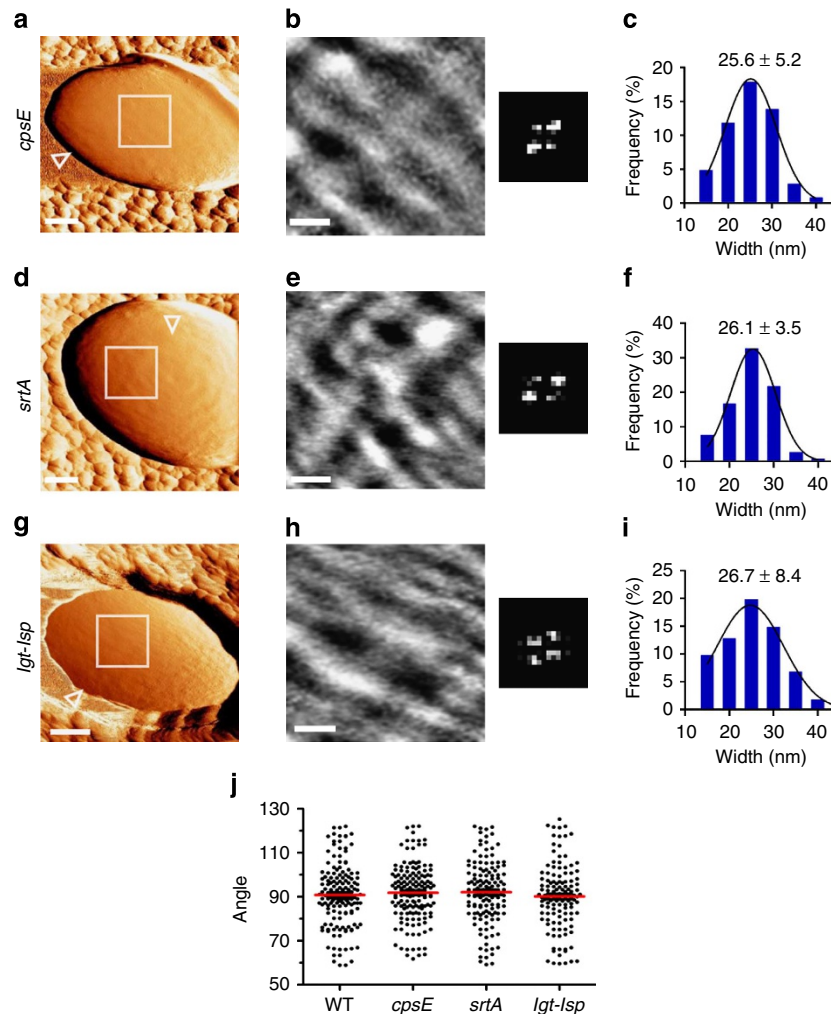 a
b
c
cpsE
25.6 ± 5.2
Frequency (%)
20
15
10
5
0
10 20 30 40
Width (nm)
d
e
f
srtA
26.1 ± 3.5
Frequency (%)
40
30
20
10
0
10 20 30 40
Width (nm)
g
h
i
lgt-lsp
26.7 ± 8.4
Frequency (%)
25
20
15
10
5
0
10 20 30 40
Width (nm)
j
Angle
130
110
90
70
50
WT cpsE srtA lgt-lsp